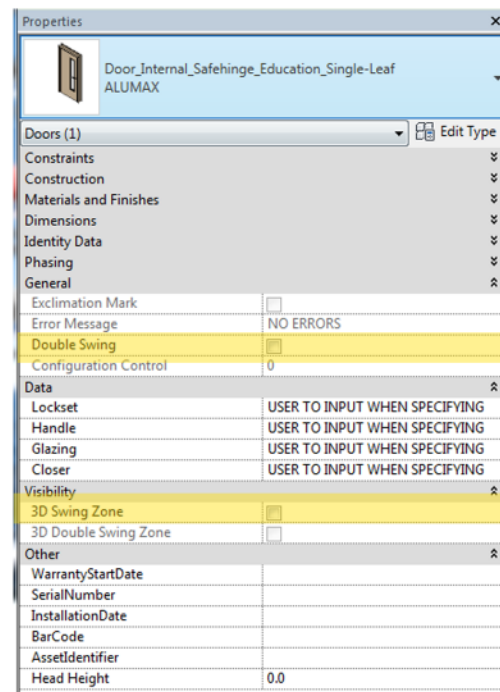 Properties
Door_Internal_Safehinge_Education_Single-Leaf
ALUMAX
Doors (1) Edit Type
Constraints
Construction
Materials and Finishes
Dimensions
Identity Data
Phasing
General
Exclimation Mark
Error Message NO ERRORS
Double Swing
Configuration Control 0
Data
Lockset USER TO INPUT WHEN SPECIFYING
Handle USER TO INPUT WHEN SPECIFYING
Glazing USER TO INPUT WHEN SPECIFYING
Closer USER TO INPUT WHEN SPECIFYING
Visibility
3D Swing Zone
3D Double Swing Zone
Other
WarrantyStartDate
SerialNumber
InstallationDate
BarCode
AssetIdentifier
Head Height 0.0